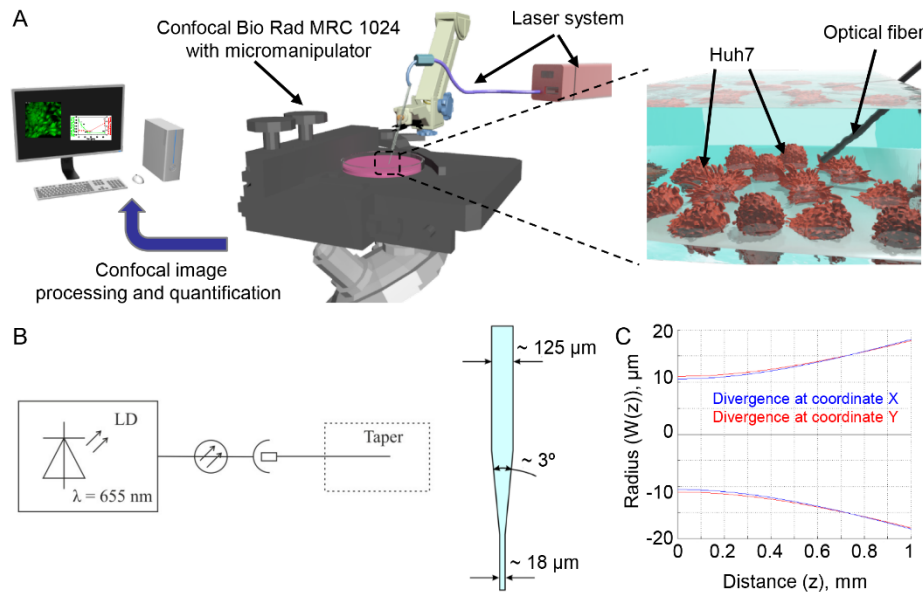 A
Confocal Bio Rad MRC 1024
with micromanipulator
Laser system
Optical fiber
Huh7
Confocal image
processing and quantification
B
LD
λ = 655 nm
Taper
~ 125 µm
~ 3º
~ 18 µm
C
Radius (W(z)), µm
20
10
0
-10
-20
Divergence at coordinate X
Divergence at coordinate Y
0 0.2 0.4 0.6 0.8 1
Distance (z), mm